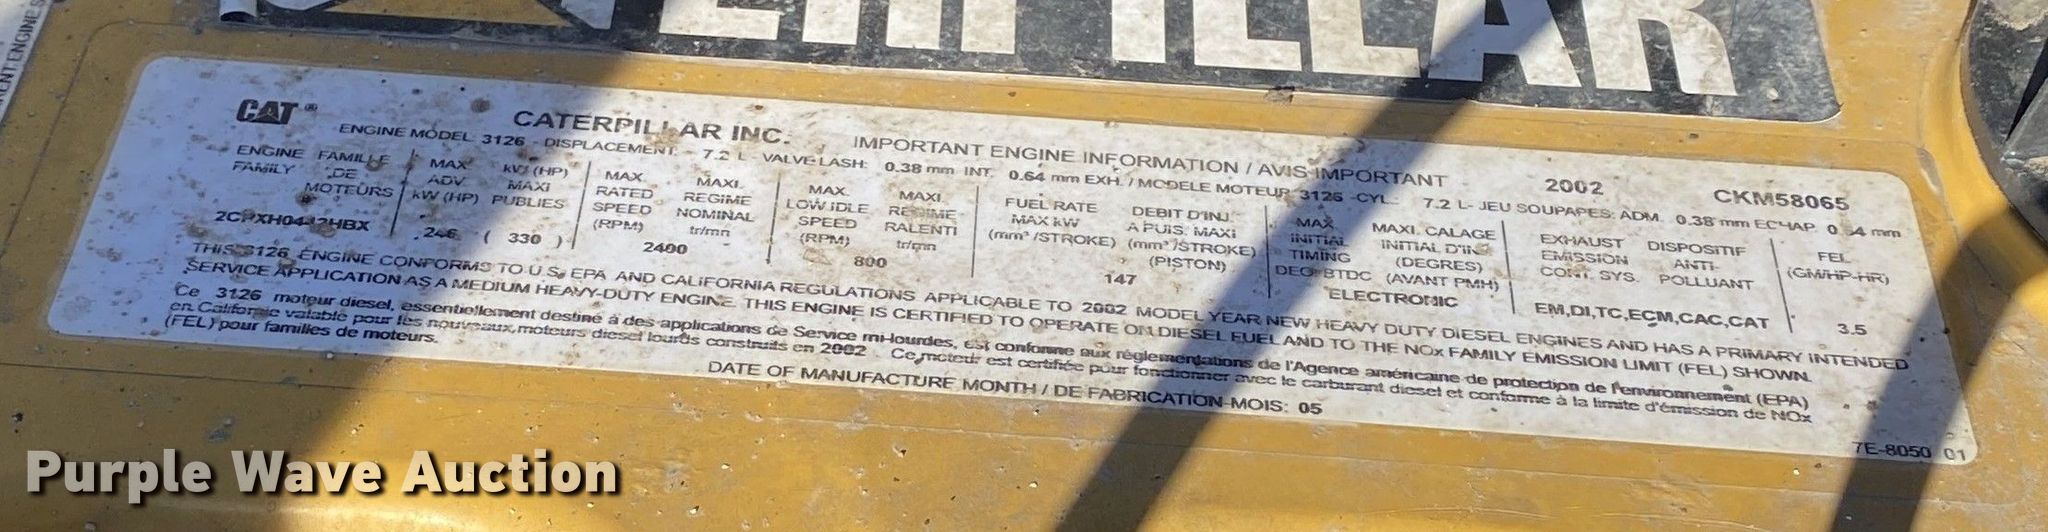 CATERPILLAR
CAT®
CATERPILLAR INC.
IMPORTANT ENGINE INFORMATION / AVIS IMPORTANT
2002
CKM58065
ENGINE MODEL: 3126 - DISPLACEMENT: 7.2 L VALVE LASH: 0.38 mm INT. 0.64 mm EXH. / MODELE MOTEUR 3126 -CYL: 7.2 L- JEU SOUPAPES: ADM. 0.38 mm ECHAP. 0.64 mm
ENGINE FAMILLE
FAMILY DE
MOTEURS
2CPXH0442HBX
MAX. kW (HP)
ADV. MAXI
kW (HP) PUBLIES
246 ( 330 )
MAX. MAXI.
RATED REGIME
SPEED NOMINAL
(RPM) tr/mn
2400
MAX. MAXI.
LOW IDLE REGIME
SPEED RALENTI
(RPM) tr/mn
800
FUEL RATE DEBIT D'INJ.
MAX kW A PUIS. MAXI
(mm³ /STROKE) (mm³ /STROKE)
(PISTON)
147
MAX. MAXI. CALAGE
INITIAL INITIAL D'INJ.
TIMING (DEGRES)
DEG BTDC (AVANT PMH)
ELECTRONIC
EXHAUST DISPOSITIF
EMISSION ANTI-
CONT. SYS. POLLUANT
EM,DI,TC,ECM,CAC,CAT
FEL
(GM/HP-HR)
3.5
THIS 3126 ENGINE CONFORMS TO U.S. EPA AND CALIFORNIA REGULATIONS APPLICABLE TO 2002 MODEL YEAR NEW HEAVY DUTY DIESEL ENGINES AND HAS A PRIMARY INTENDED
SERVICE APPLICATION AS A MEDIUM HEAVY-DUTY ENGINE. THIS ENGINE IS CERTIFIED TO OPERATE ON DIESEL FUEL AND TO THE NOx FAMILY EMISSION LIMIT (FEL) SHOWN.
Ce 3126 moteur diesel, essentiellement destiné à des applications de Service mi-lourdes, est conforme aux réglementations de l'Agence américaine de protection de l'environnement (EPA)
en Californie valable pour les nouveaux moteurs diesel lourds construits en 2002 . Ce moteur est certifiée pour fonctionner avec le carburant diesel et conforme à la limite d'émission de NOx
(FEL) pour familles de moteurs.
DATE OF MANUFACTURE MONTH / DE FABRICATION-MOIS: 05
7E-8050 01
Purple Wave Auction